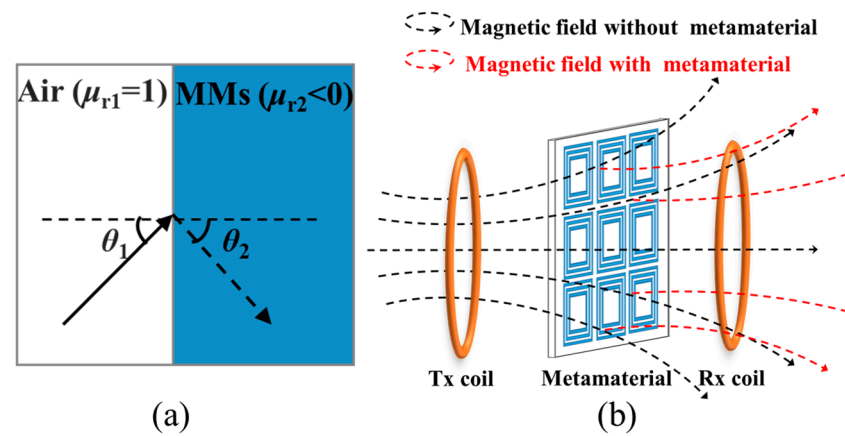 Magnetic field without metamaterial
Magnetic field with metamaterial
Air (μr1=1)
MMs (μr2<0)
θ1
θ2
Tx coil
Metamaterial
Rx coil
(a)
(b)